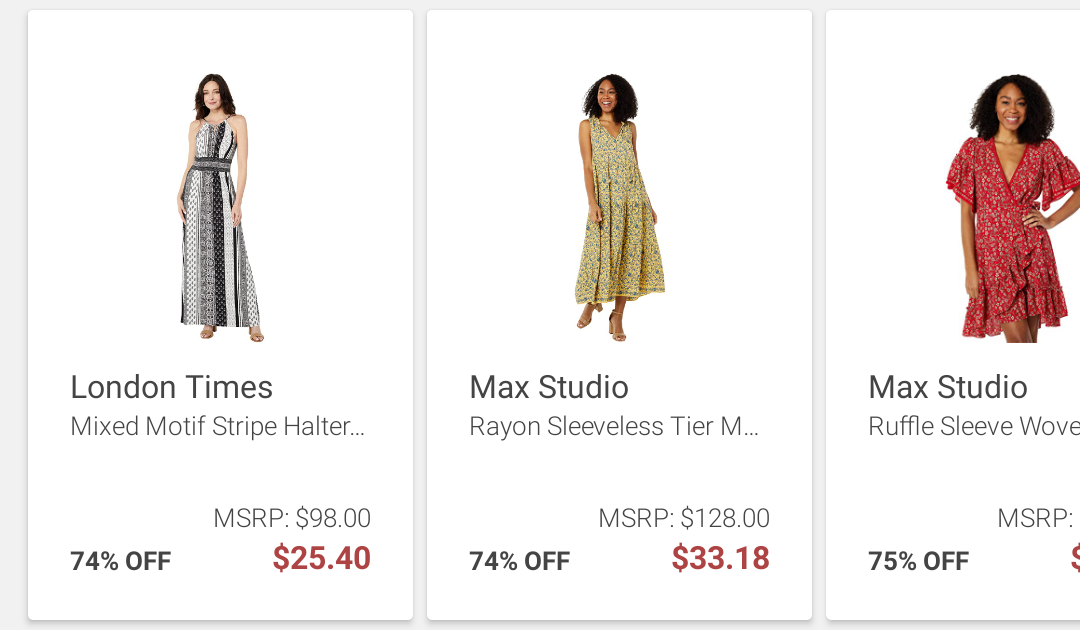 London Times
Mixed Motif Stripe Halter...
MSRP: $98.00
74% OFF $25.40
Max Studio
Rayon Sleeveless Tier M...
MSRP: $128.00
74% OFF $33.18
Max Studio
Ruffle Sleeve Wove
MSRP:
75% OFF $